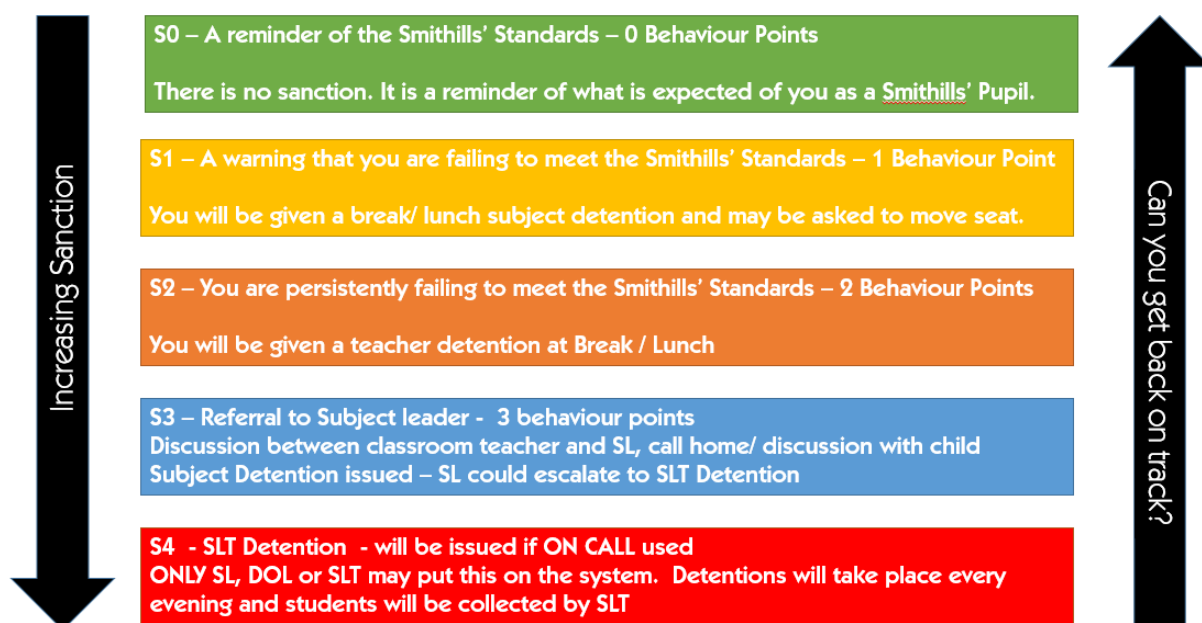 Increasing Sanction
S0 – A reminder of the Smithills' Standards – 0 Behaviour Points
There is no sanction. It is a reminder of what is expected of you as a Smithills' Pupil.
S1 – A warning that you are failing to meet the Smithills' Standards – 1 Behaviour Point
You will be given a break/ lunch subject detention and may be asked to move seat.
S2 – You are persistently failing to meet the Smithills' Standards – 2 Behaviour Points
You will be given a teacher detention at Break / Lunch
S3 – Referral to Subject leader - 3 behaviour points
Discussion between classroom teacher and SL, call home/ discussion with child
Subject Detention issued – SL could escalate to SLT Detention
S4 - SLT Detention - will be issued if ON CALL used
ONLY SL, DOL or SLT may put this on the system. Detentions will take place every
evening and students will be collected by SLT
Can you get back on track?